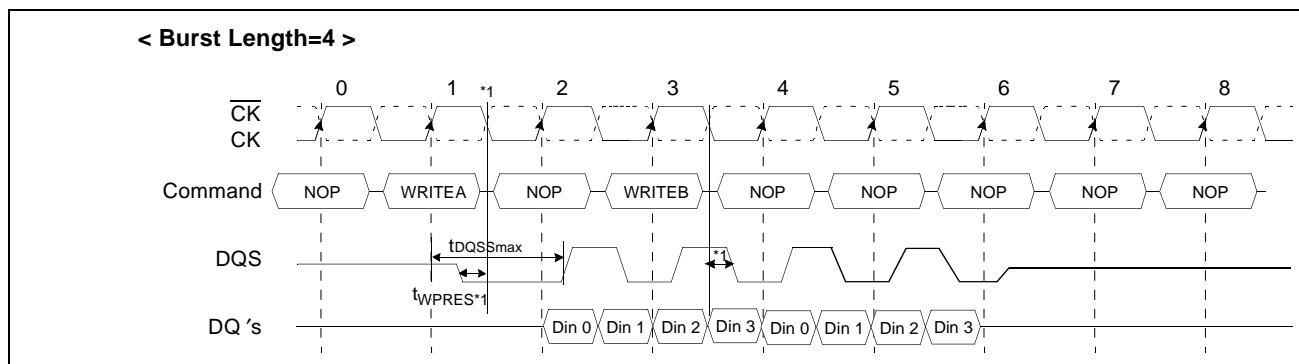 < Burst Length=4 >
0 1 *1 2 3 4 5 6 7 8
CK
CK
Command NOP WRITEA NOP WRITEB NOP NOP NOP NOP NOP
DQS tDQSSmax *1
tWPRES*1
DQ ′s Din 0 Din 1 Din 2 Din 3 Din 0 Din 1 Din 2 Din 3